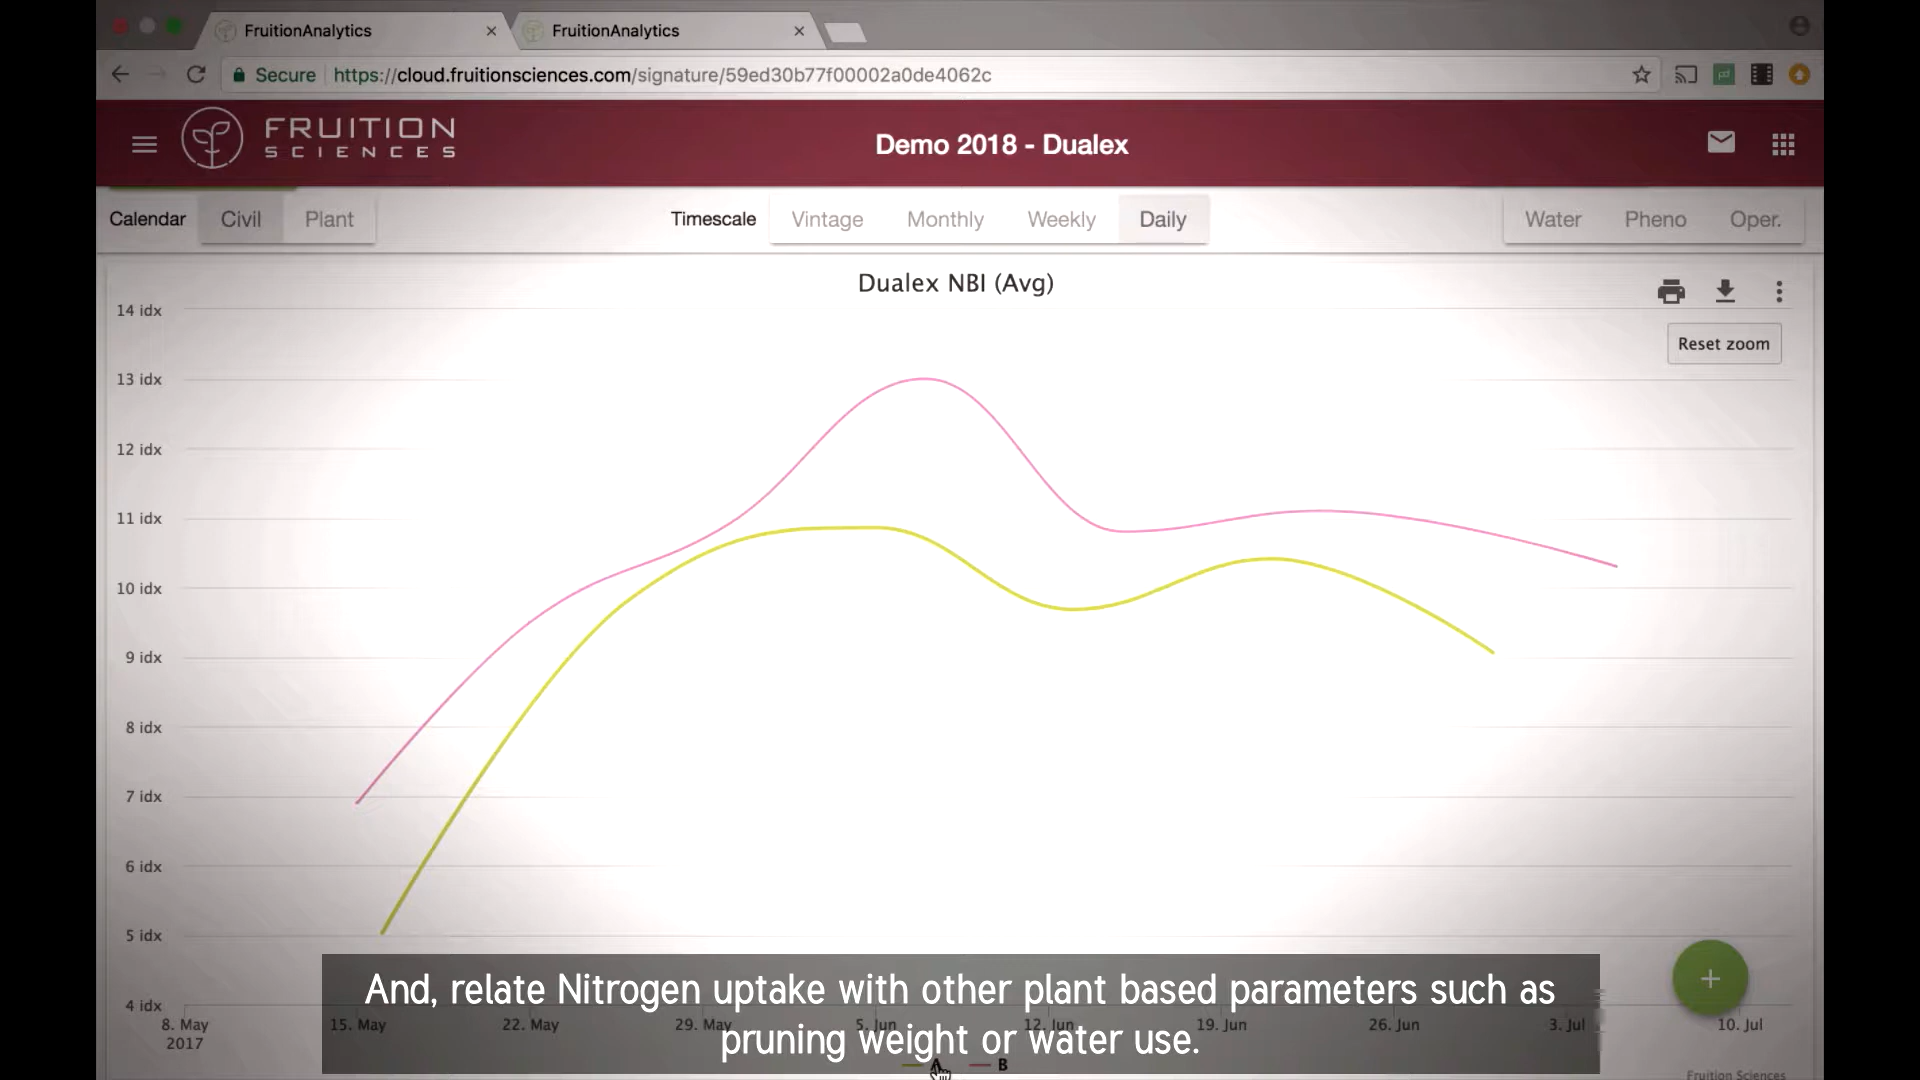 FruitionAnalytics
FruitionAnalytics
Secure https://cloud.fruitionsciences.com/signature/59ed30b77f00002a0de4062c
FRUITION
SCIENCES
Demo 2018 - Dualex
Calendar Civil Plant Timescale Vintage Monthly Weekly Daily Water Pheno Oper.
Dualex NBI (Avg)
Reset zoom
14 idx
13 idx
12 idx
11 idx
10 idx
9 idx
8 idx
7 idx
6 idx
5 idx
4 idx
8. May 15. May 22. May 29. May 5. Jun 12. Jun 19. Jun 26. Jun 3. Jul 10. Jul
2017
And, relate Nitrogen uptake with other plant based parameters such as
pruning weight or water use.
A B
Fruition Sciences